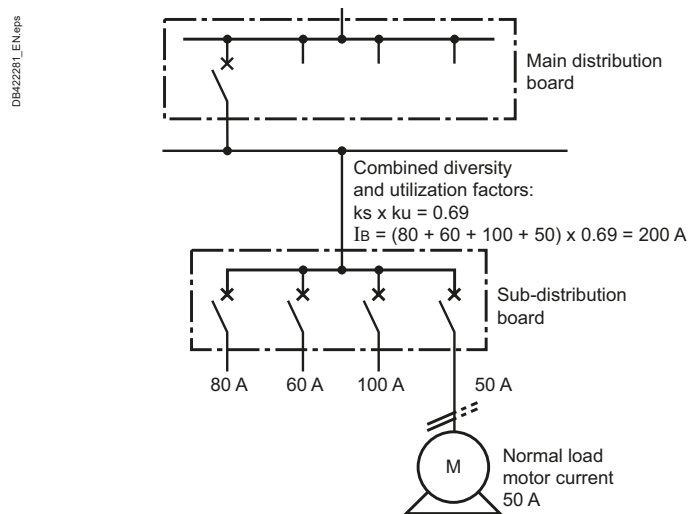 DB422281_EN.eps
Main distribution
board
Combined diversity
and utilization factors:
ks x ku = 0.69
IB = (80 + 60 + 100 + 50) x 0.69 = 200 A
Sub-distribution
board
80 A
60 A
100 A
50 A
M
Normal load
motor current
50 A